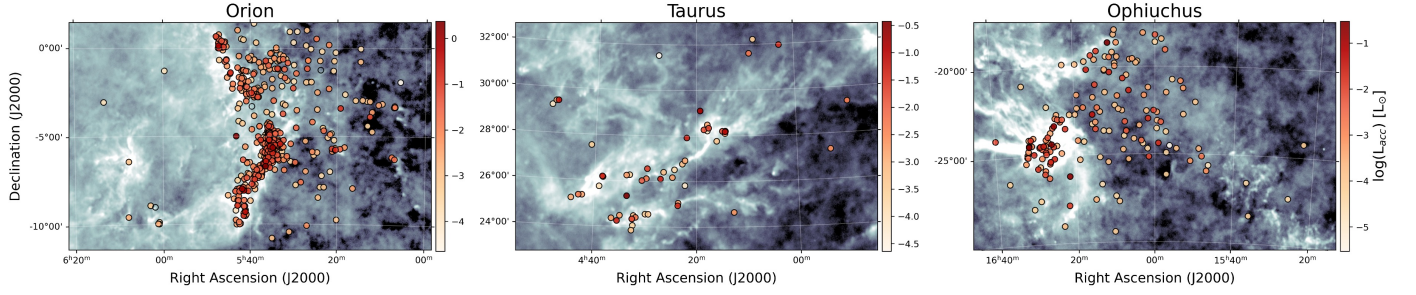 Orion
Declination (J2000)
0°00'
-5°00'
-10°00'
6ʰ20ᵐ 00ᵐ 5ʰ40ᵐ 20ᵐ 00ᵐ
Right Ascension (J2000)
0
−1
−2
−3
−4
Taurus
32°00'
30°00'
28°00'
26°00'
24°00'
4ʰ40ᵐ 20ᵐ 00ᵐ
Right Ascension (J2000)
−0.5
−1.0
−1.5
−2.0
−2.5
−3.0
−3.5
−4.0
−4.5
Ophiuchus
-20°00'
-25°00'
16ʰ40ᵐ 20ᵐ 00ᵐ 15ʰ40ᵐ 20ᵐ
Right Ascension (J2000)
−1
−2
−3
−4
−5
log(L_acc) [L_⊙]